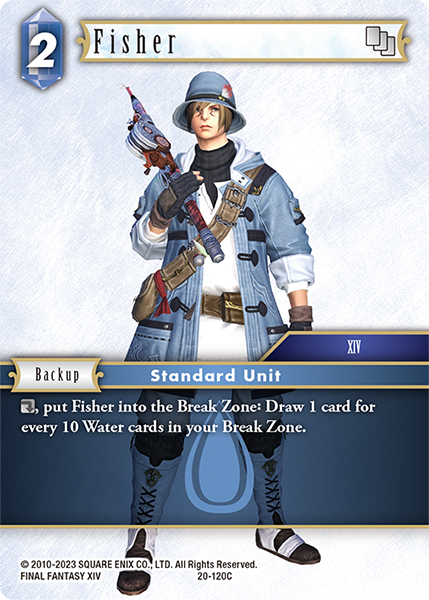 2
Fisher
XIV
Backup
Standard Unit
, put Fisher into the Break Zone: Draw 1 card for
every 10 Water cards in your Break Zone.
© 2010-2023 SQUARE ENIX CO., LTD. All Rights Reserved.
FINAL FANTASY XIV 20-120C